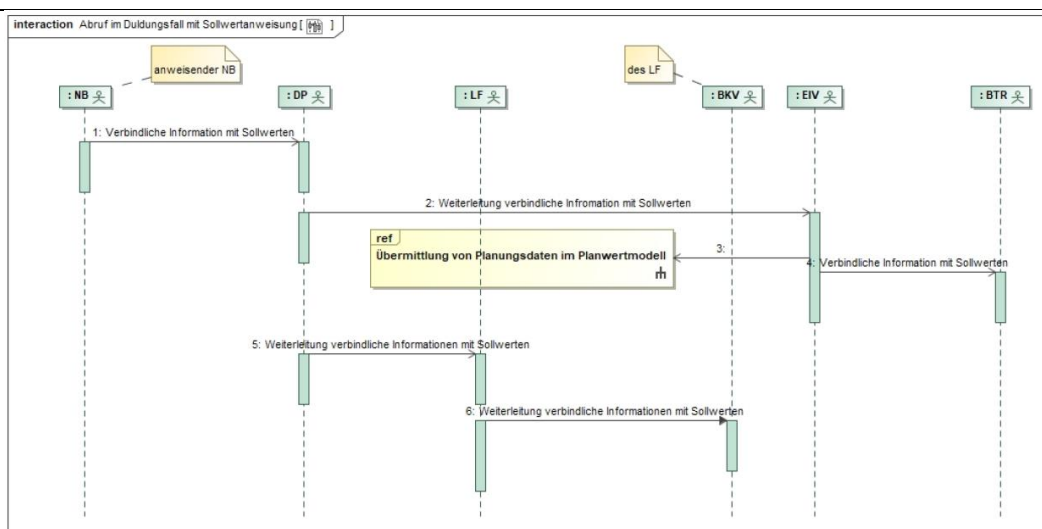 interaction Abruf im Duldungsfall mit Sollwertanweisung [ ]
anweisender NB
des LF
: NB
: DP
: LF
: BKV
: EIV
: BTR
1: Verbindliche Information mit Sollwerten
2: Weiterleitung verbindliche Infromation mit Sollwerten
ref
Übermittlung von Planungsdaten im Planwertmodell
3:
4: Verbindliche Information mit Sollwerten
5: Weiterleitung verbindliche Informationen mit Sollwerten
6: Weiterleitung verbindliche Informationen mit Sollwerten